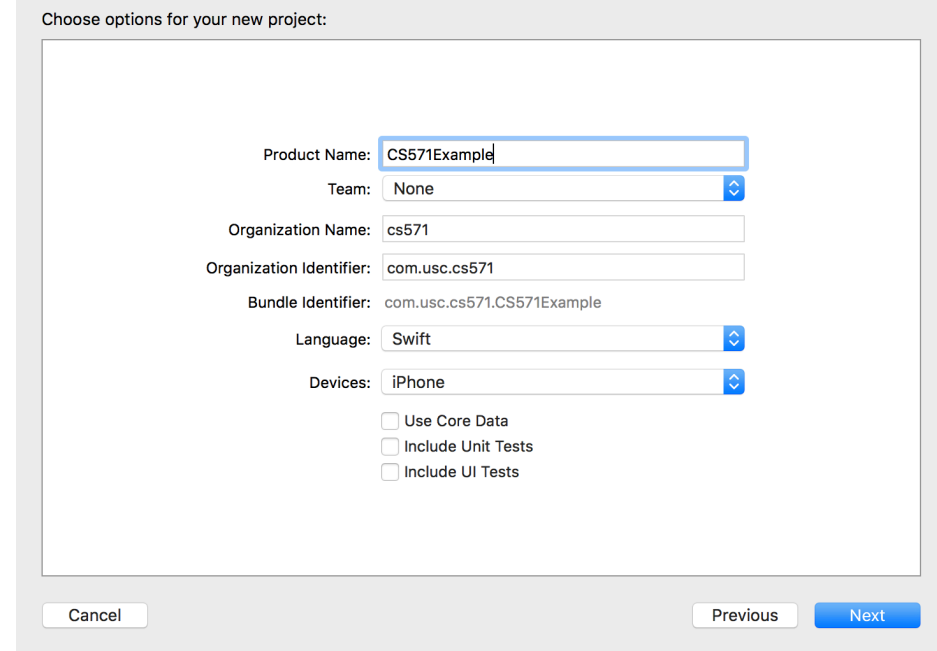 Choose options for your new project:
Product Name: CS571Example
Team: None
Organization Name: cs571
Organization Identifier: com.usc.cs571
Bundle Identifier: com.usc.cs571.CS571Example
Language: Swift
Devices: iPhone
Use Core Data
Include Unit Tests
Include UI Tests
Cancel Previous Next